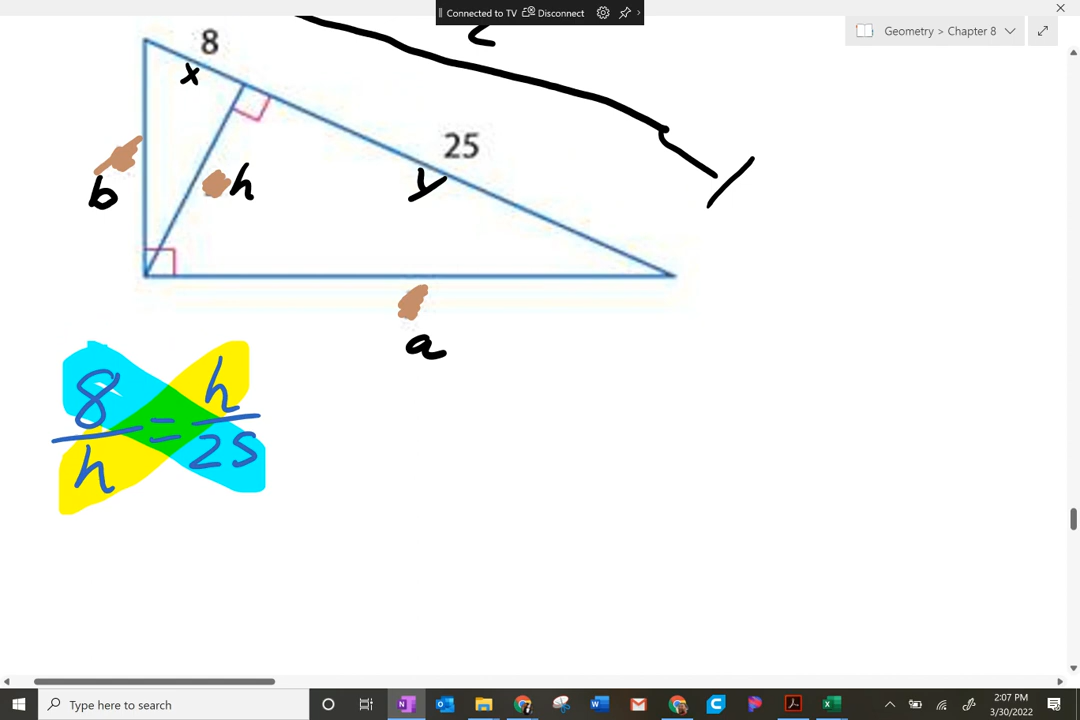 Connected to TV Disconnect
Geometry > Chapter 8
8
x
25
y
h
b
a
8/h = h/25
Type here to search
2:07 PM
3/30/2022